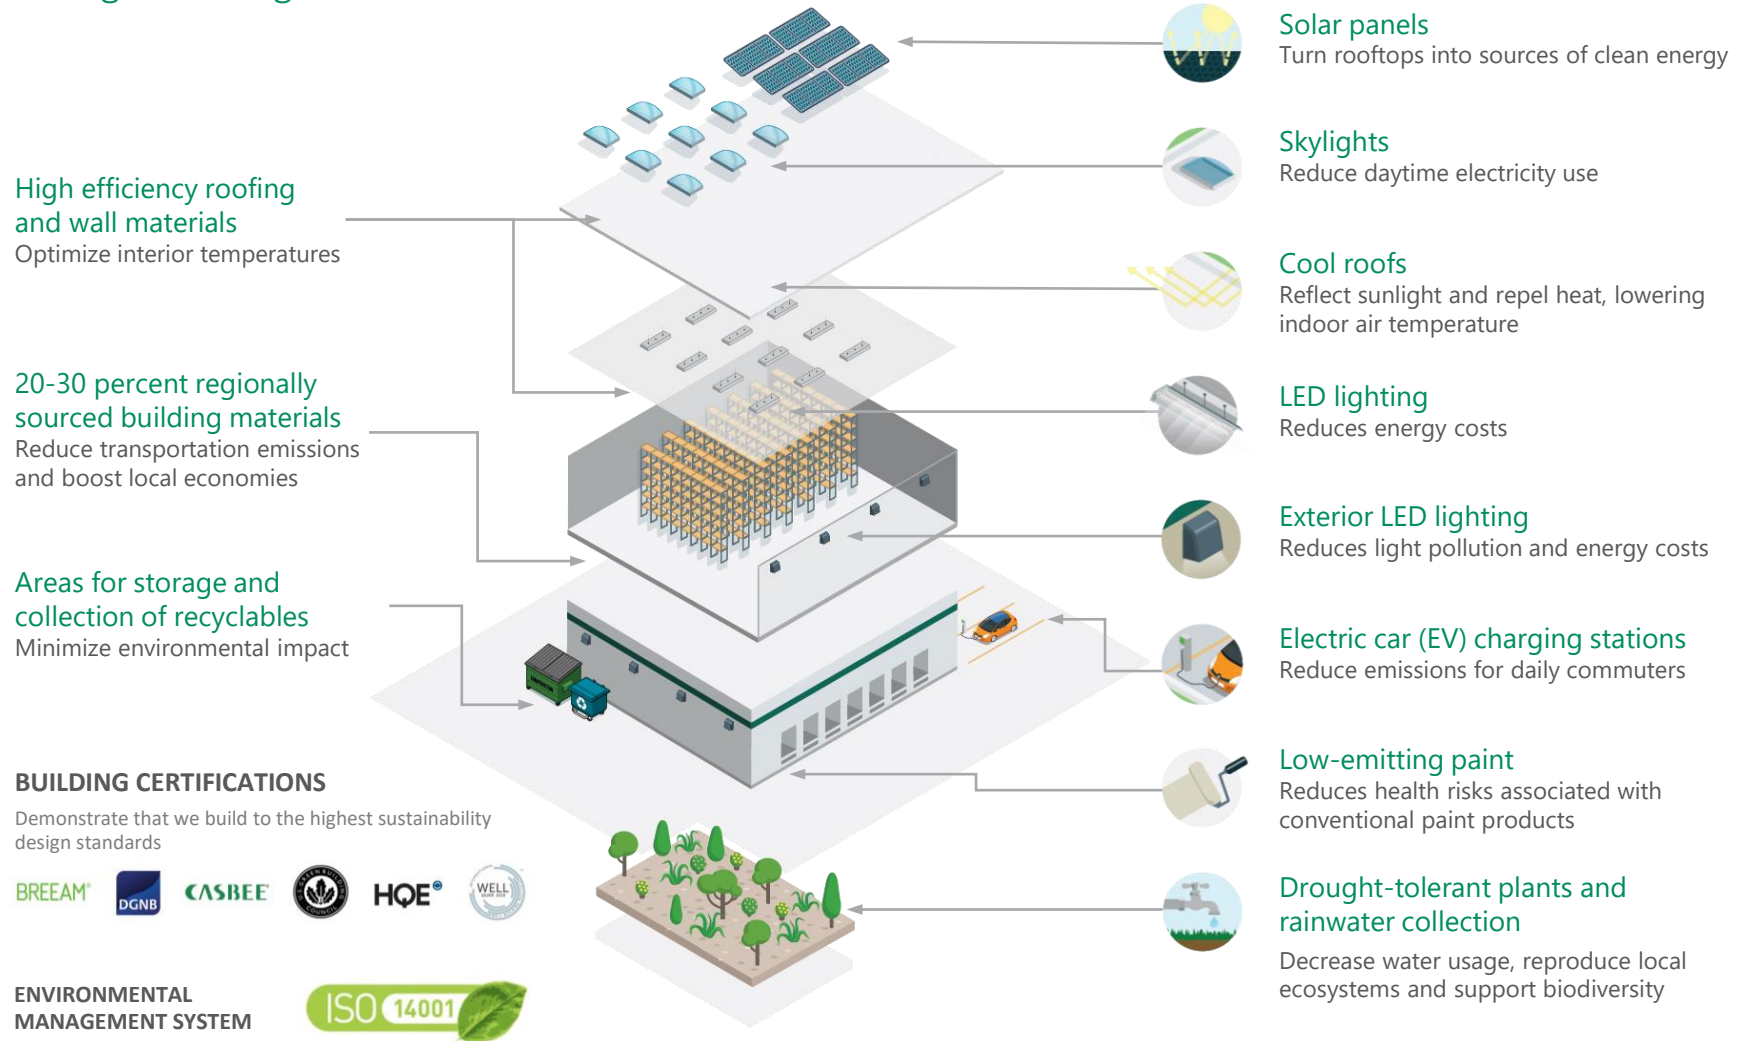 High efficiency roofing
and wall materials
Optimize interior temperatures
20-30 percent regionally
sourced building materials
Reduce transportation emissions
and boost local economies
Areas for storage and
collection of recyclables
Minimize environmental impact
BUILDING CERTIFICATIONS
Demonstrate that we build to the highest sustainability
design standards
BREEAM®
DGNB
CASBEE
GREEN BUILDING
COUNCIL
HQE
WELL
ENVIRONMENTAL
MANAGEMENT SYSTEM
ISO 14001
Solar panels
Turn rooftops into sources of clean energy
Skylights
Reduce daytime electricity use
Cool roofs
Reflect sunlight and repel heat, lowering
indoor air temperature
LED lighting
Reduces energy costs
Exterior LED lighting
Reduces light pollution and energy costs
Electric car (EV) charging stations
Reduce emissions for daily commuters
Low-emitting paint
Reduces health risks associated with
conventional paint products
Drought-tolerant plants and
rainwater collection
Decrease water usage, reproduce local
ecosystems and support biodiversity